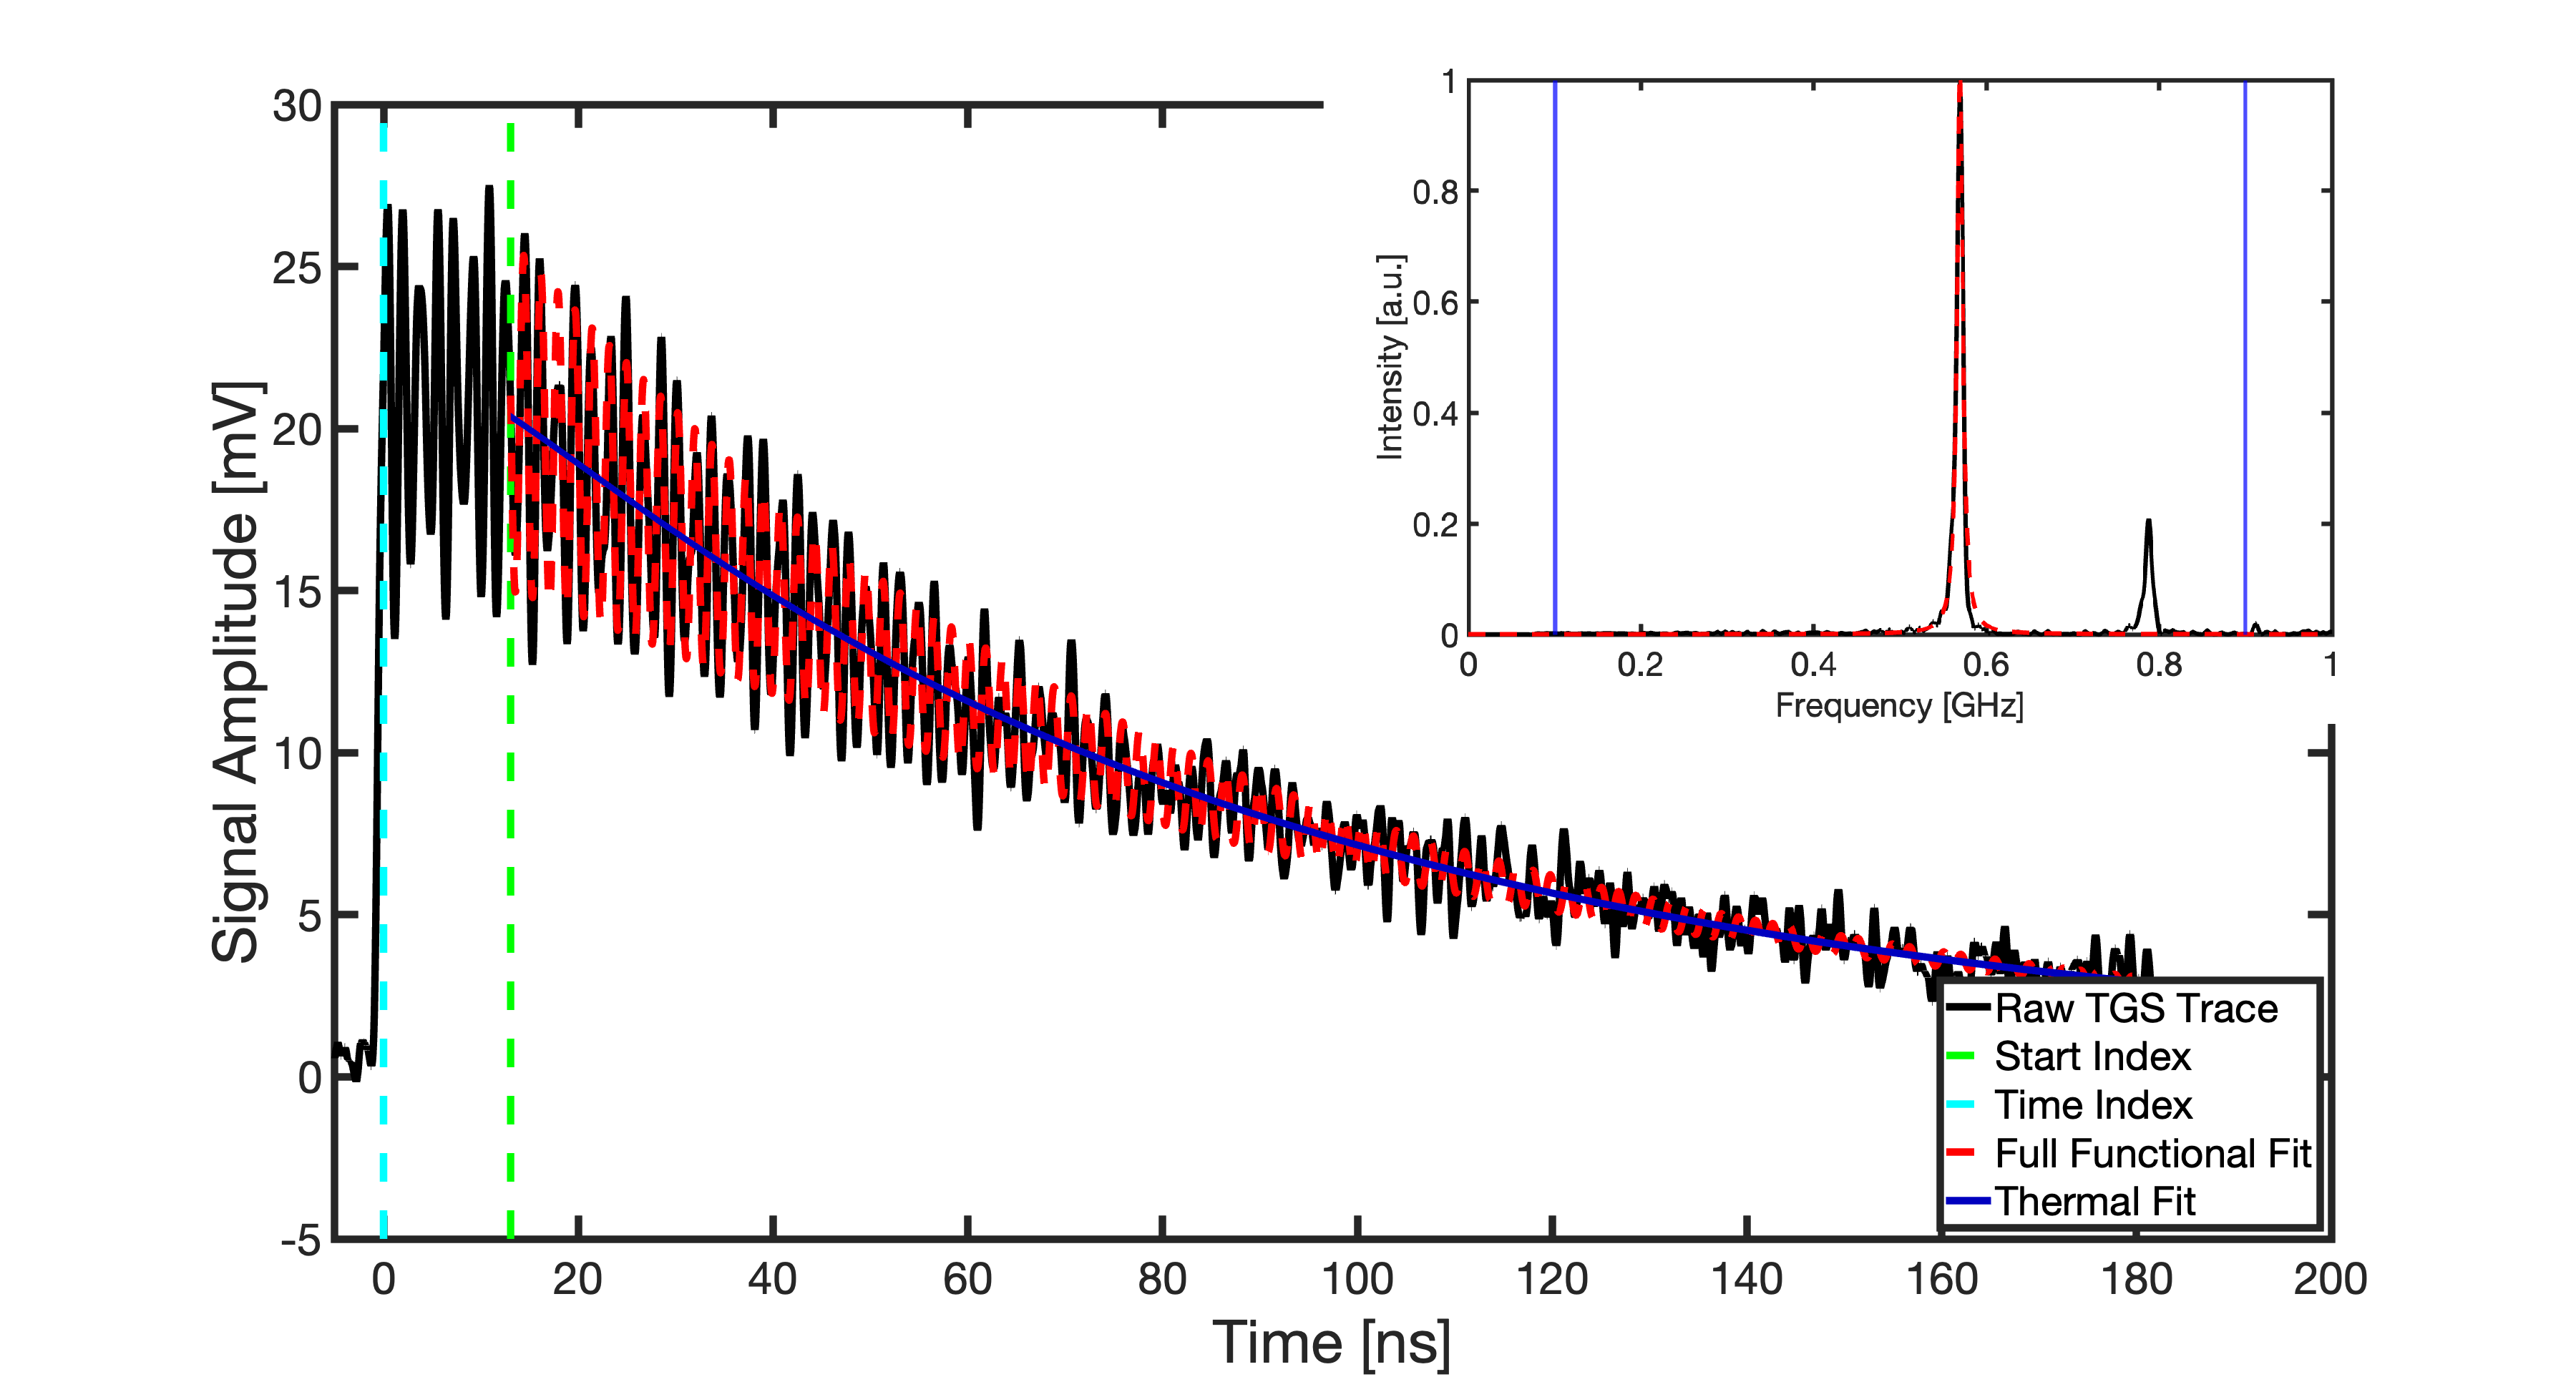 30
25
20
15
10
5
0
-5
Signal Amplitude [mV]
0 20 40 60 80 100 120 140 160 180 200
Time [ns]
1
0.8
0.6
0.4
0.2
0
Intensity [a.u.]
0 0.2 0.4 0.6 0.8 1
Frequency [GHz]
Raw TGS Trace
Start Index
Time Index
Full Functional Fit
Thermal Fit